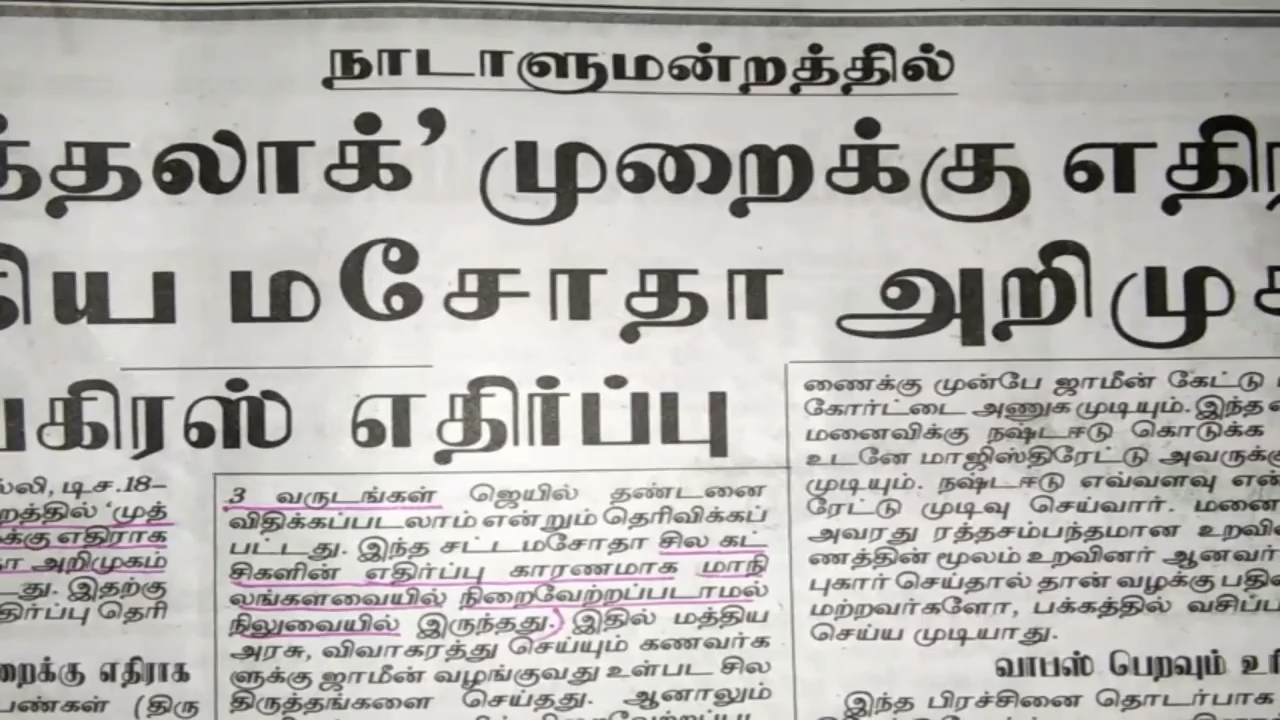 நாடாளுமன்றத்தில்
த்தலாக்' முறைக்கு எதிர
திய மசோதா அறிமுக
கிரஸ் எதிர்ப்பு
ல்லி, டிச.18–
றத்தில் 'முத்
க்கு எதிராக
அறிமுகம்
து. இதற்கு
திர்ப்பு தெரி
றைக்கு எதிராக
பண்கள் (திரு
3 வருடங்கள் ஜெயில் தண்டனை
விதிக்கப்படலாம் என்றும் தெரிவிக்கப்
பட்டது. இந்த சட்டமசோதா சில கட்
சிகளின் எதிர்ப்பு காரணமாக மாநி
லங்களவையில் நிறைவேற்றப்படாமல்
நிலுவையில் இருந்தது. இதில் மத்திய
அரசு, விவாகரத்து செய்யும் கணவர்க
ளுக்கு ஜாமீன் வழங்குவது உள்பட சில
திருத்தங்களை செய்தது. ஆனாலும்
ணைக்கு முன்பே ஜாமீன் கேட்டு
கோர்ட்டை அணுக முடியும். இந்த
மனைவிக்கு நஷ்டஈடு கொடுக்க
உடனே மாஜிஸ்திரேட்டு அவருக்கு
முடியும். நஷ்டஈடு எவ்வளவு என்
ரேட்டு முடிவு செய்வார். மனை
அவரது ரத்தசம்பந்தமான உறவி
ணத்தின் மூலம் உறவினர் ஆனவர்
புகார் செய்தால் தான் வழக்கு பதி
மற்றவர்களோ, பக்கத்தில் வசிப்ப
செய்ய முடியாது.
வாபஸ் பெறவும் உரி
இந்த பிரச்சினை தொடர்பாக